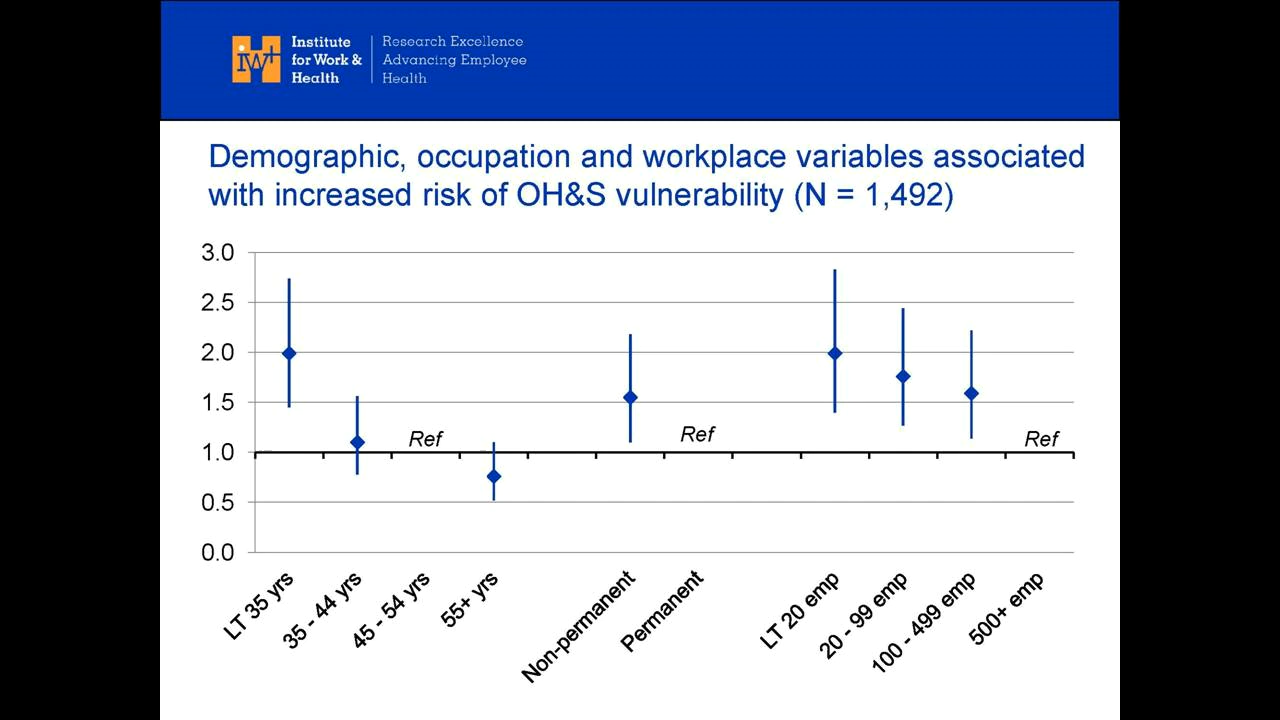 Institute
for Work &
Health
Research Excellence
Advancing Employee
Health
Demographic, occupation and workplace variables associated
with increased risk of OH&S vulnerability (N = 1,492)
3.0
2.5
2.0
1.5
1.0
0.5
0.0
Ref
Ref
Ref
LT 35 yrs
35 - 44 yrs
45 - 54 yrs
55+ yrs
Non-permanent
Permanent
LT 20 emp
20 - 99 emp
100 - 499 emp
500+ emp